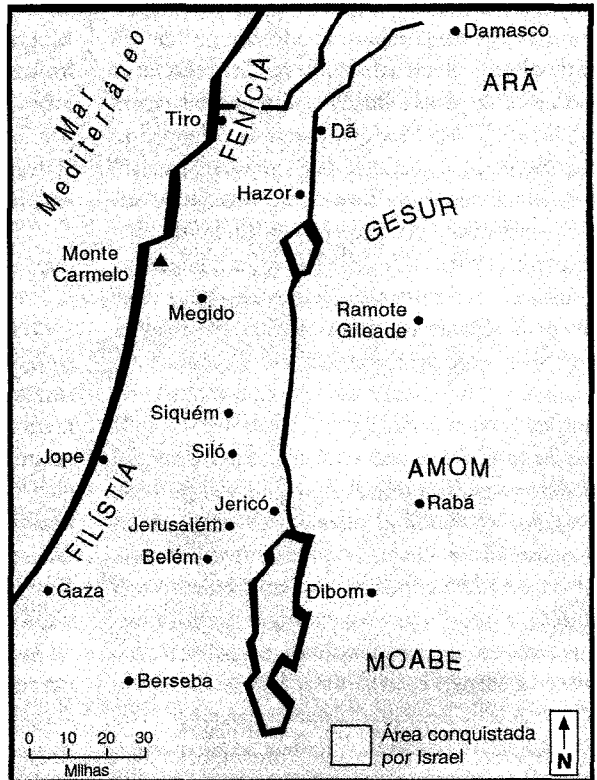 Damasco
ARÃ
Mar
Mediterrâneo
FENÍCIA
Tiro
Dã
Hazor
GESUR
Monte
Carmelo
Megido
Ramote
Gileade
Siquém
Siló
Jope
AMOM
FILÍSTIA
Jericó
Rabá
Jerusalém
Belém
Gaza
Dibom
MOABE
Berseba
Área conquistada
por Israel
0 10 20 30
Milhas
N